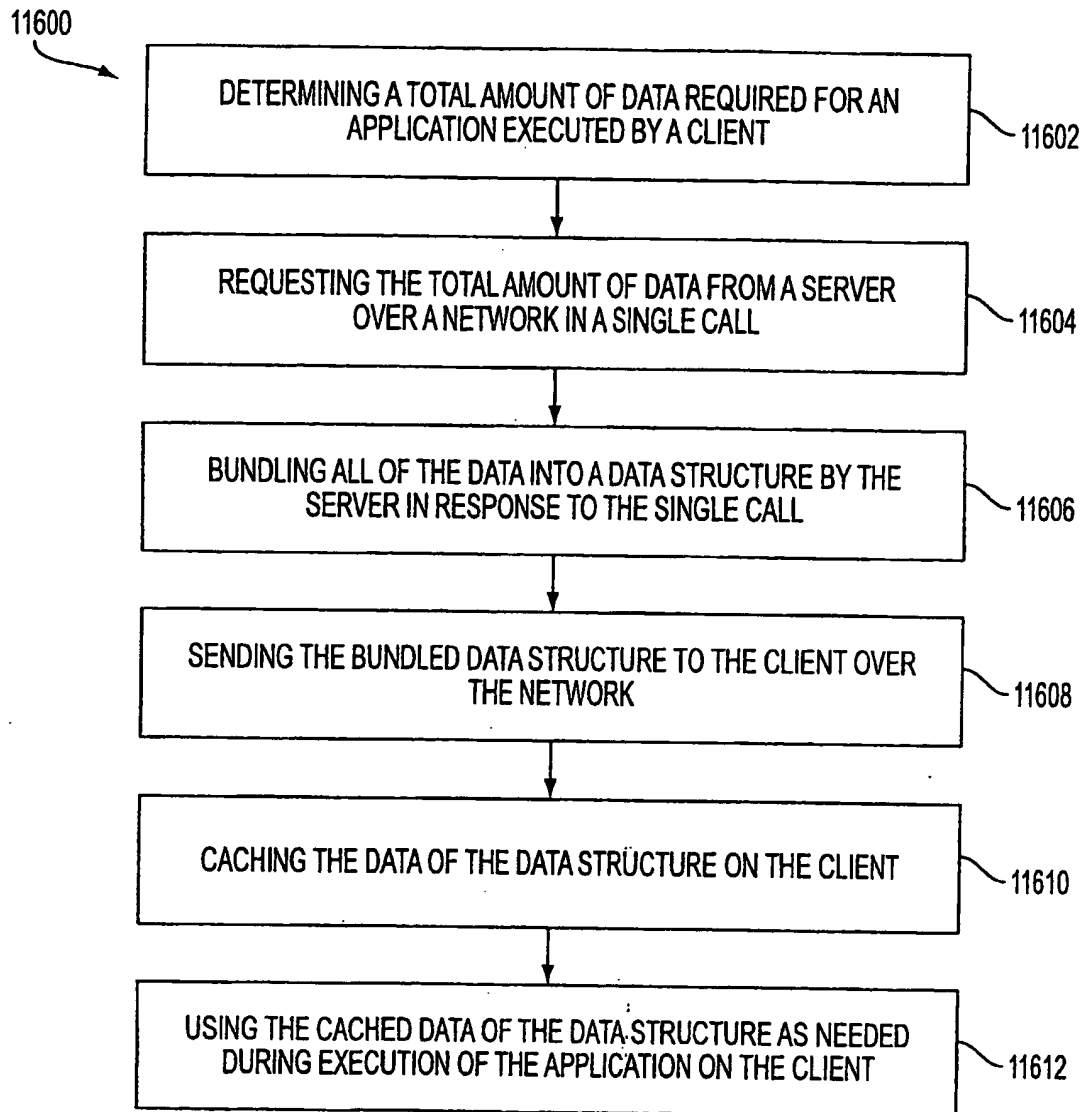 11600
DETERMINING A TOTAL AMOUNT OF DATA REQUIRED FOR AN
APPLICATION EXECUTED BY A CLIENT
11602
REQUESTING THE TOTAL AMOUNT OF DATA FROM A SERVER
OVER A NETWORK IN A SINGLE CALL
11604
BUNDLING ALL OF THE DATA INTO A DATA STRUCTURE BY THE
SERVER IN RESPONSE TO THE SINGLE CALL
11606
SENDING THE BUNDLED DATA STRUCTURE TO THE CLIENT OVER
THE NETWORK
11608
CACHING THE DATA OF THE DATA STRUCTURE ON THE CLIENT
11610
USING THE CACHED DATA OF THE DATA STRUCTURE AS NEEDED
DURING EXECUTION OF THE APPLICATION ON THE CLIENT
11612